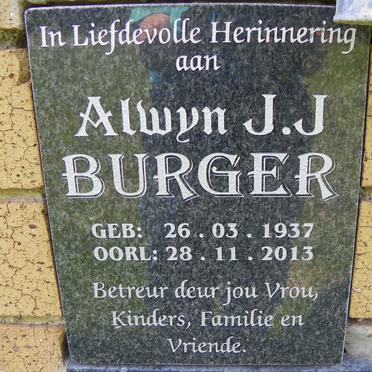 In Liefdevolle Herinnering
aan
Alwyn J.J
BURGER
GEB: 26 . 03 . 1937
OORL: 28 . 11 . 2013
Betreur deur jou Vrou,
Kinders, Familie en
Vriende.